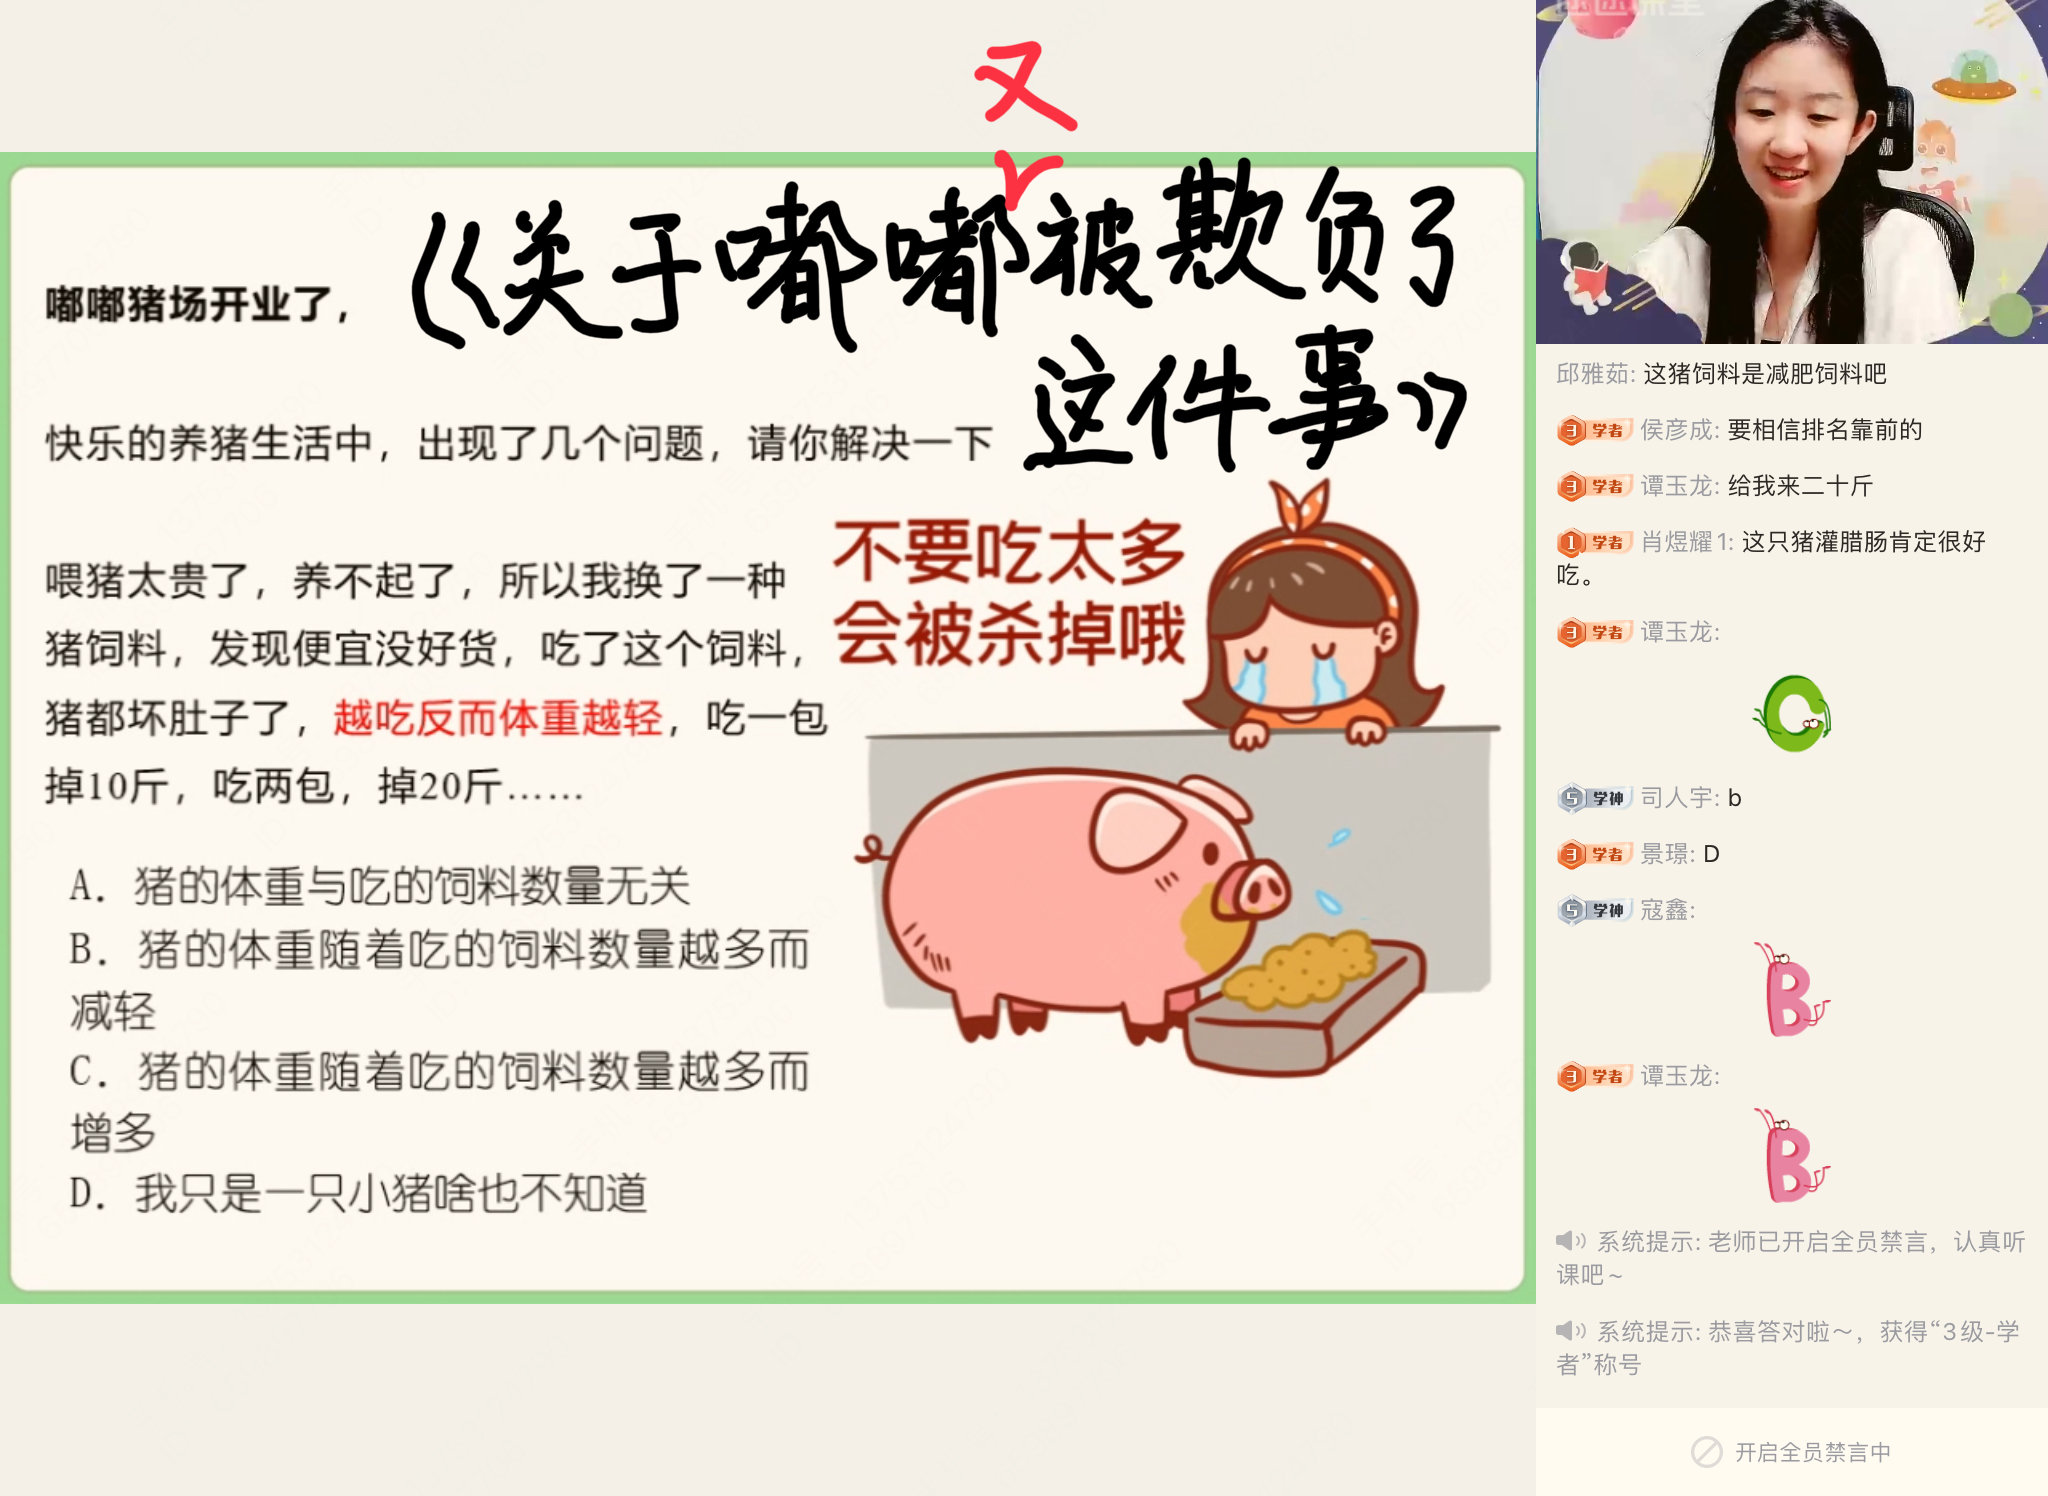 又
《关于嘟嘟被欺负了
这件事》
嘟嘟猪场开业了，
快乐的养猪生活中，出现了几个问题，请你解决一下
喂猪太贵了，养不起了，所以我换了一种
猪饲料，发现便宜没好货，吃了这个饲料，
猪都坏肚子了，越吃反而体重越轻，吃一包
掉10斤，吃两包，掉20斤……
不要吃太多
会被杀掉哦
A. 猪的体重与吃的饲料数量无关
B. 猪的体重随着吃的饲料数量越多而
减轻
C. 猪的体重随着吃的饲料数量越多而
增多
D. 我只是一只小猪啥也不知道
邱雅茹: 这猪饲料是减肥饲料吧
3 学者 侯彦成: 要相信排名靠前的
3 学者 谭玉龙: 给我来二十斤
1 学者 肖煜耀1: 这只猪灌腊肠肯定很好
吃。
3 学者 谭玉龙:
C
5 学神 司人宇: b
3 学者 景璟: D
5 学神 寇鑫:
B
3 学者 谭玉龙:
B
系统提示: 老师已开启全员禁言，认真听
课吧~
系统提示: 恭喜答对啦～，获得“3级-学
者”称号
开启全员禁言中